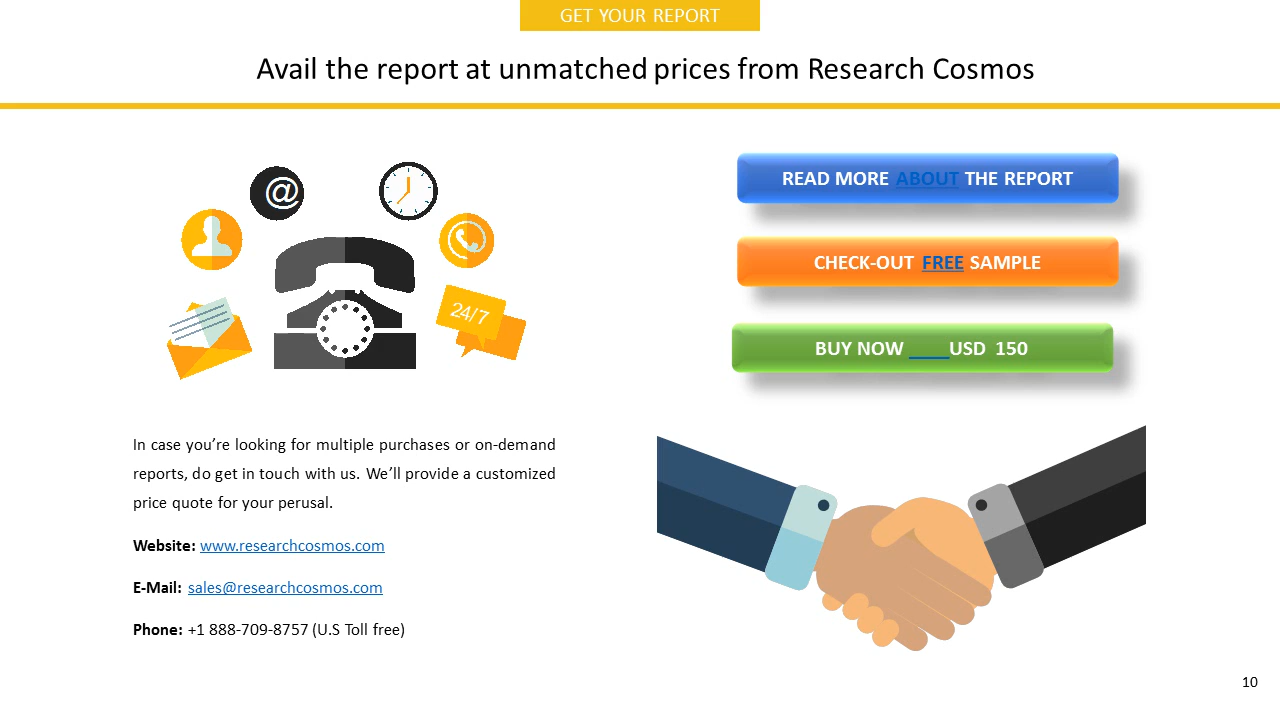 GET YOUR REPORT
Avail the report at unmatched prices from Research Cosmos
@
24/7
READ MORE ABOUT THE REPORT
CHECK-OUT FREE SAMPLE
BUY NOW ____USD 150
In case you’re looking for multiple purchases or on-demand
reports, do get in touch with us. We’ll provide a customized
price quote for your perusal.
Website: www.researchcosmos.com
E-Mail: sales@researchcosmos.com
Phone: +1 888-709-8757 (U.S Toll free)
10